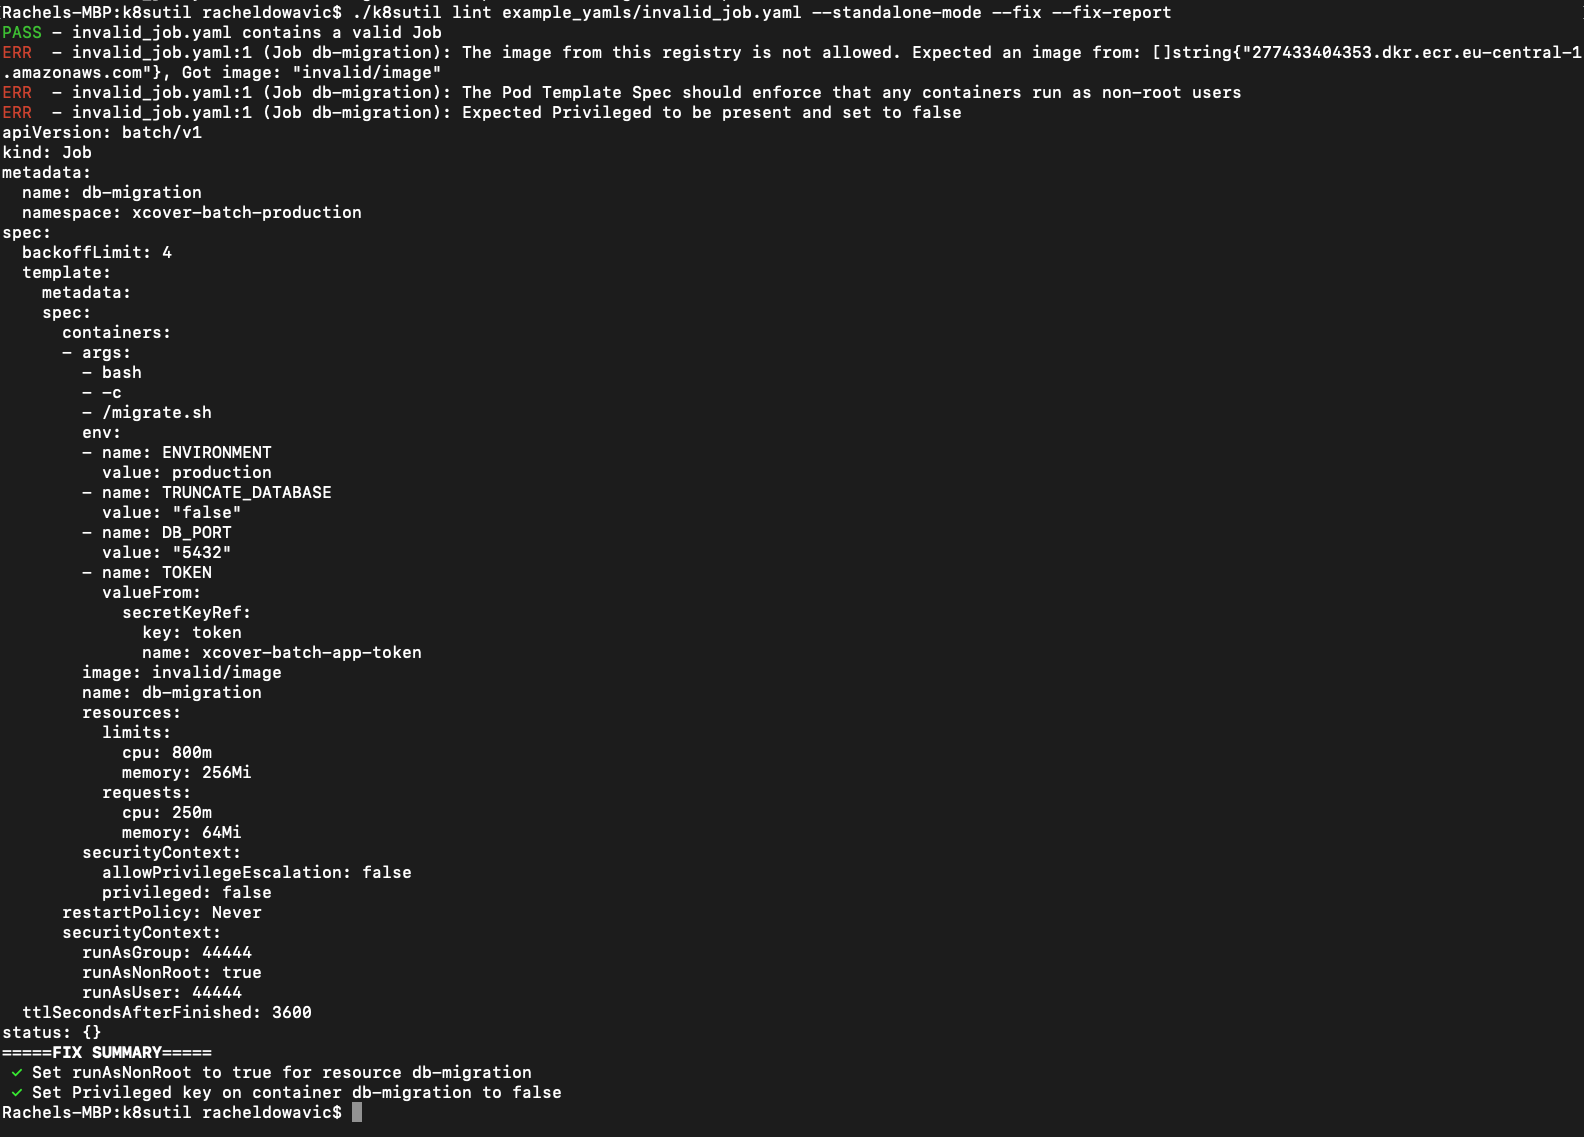 Rachels-MBP:k8sutil racheldowavic$ ./k8sutil lint example_yamls/invalid_job.yaml --standalone-mode --fix --fix-report
PASS - invalid_job.yaml contains a valid Job
ERR  - invalid_job.yaml:1 (Job db-migration): The image from this registry is not allowed. Expected an image from: []string{"277433404353.dkr.ecr.eu-central-1
.amazonaws.com"}, Got image: "invalid/image"
ERR  - invalid_job.yaml:1 (Job db-migration): The Pod Template Spec should enforce that any containers run as non-root users
ERR  - invalid_job.yaml:1 (Job db-migration): Expected Privileged to be present and set to false
apiVersion: batch/v1
kind: Job
metadata:
  name: db-migration
  namespace: xcover-batch-production
spec:
  backoffLimit: 4
  template:
    metadata:
    spec:
      containers:
      - args:
        - bash
        - -c
        - /migrate.sh
        env:
        - name: ENVIRONMENT
          value: production
        - name: TRUNCATE_DATABASE
          value: "false"
        - name: DB_PORT
          value: "5432"
        - name: TOKEN
          valueFrom:
            secretKeyRef:
              key: token
              name: xcover-batch-app-token
        image: invalid/image
        name: db-migration
        resources:
          limits:
            cpu: 800m
            memory: 256Mi
          requests:
            cpu: 250m
            memory: 64Mi
        securityContext:
          allowPrivilegeEscalation: false
          privileged: false
      restartPolicy: Never
      securityContext:
        runAsGroup: 44444
        runAsNonRoot: true
        runAsUser: 44444
  ttlSecondsAfterFinished: 3600
status: {}
=====FIX SUMMARY=====
 ✓ Set runAsNonRoot to true for resource db-migration
 ✓ Set Privileged key on container db-migration to false
Rachels-MBP:k8sutil racheldowavic$